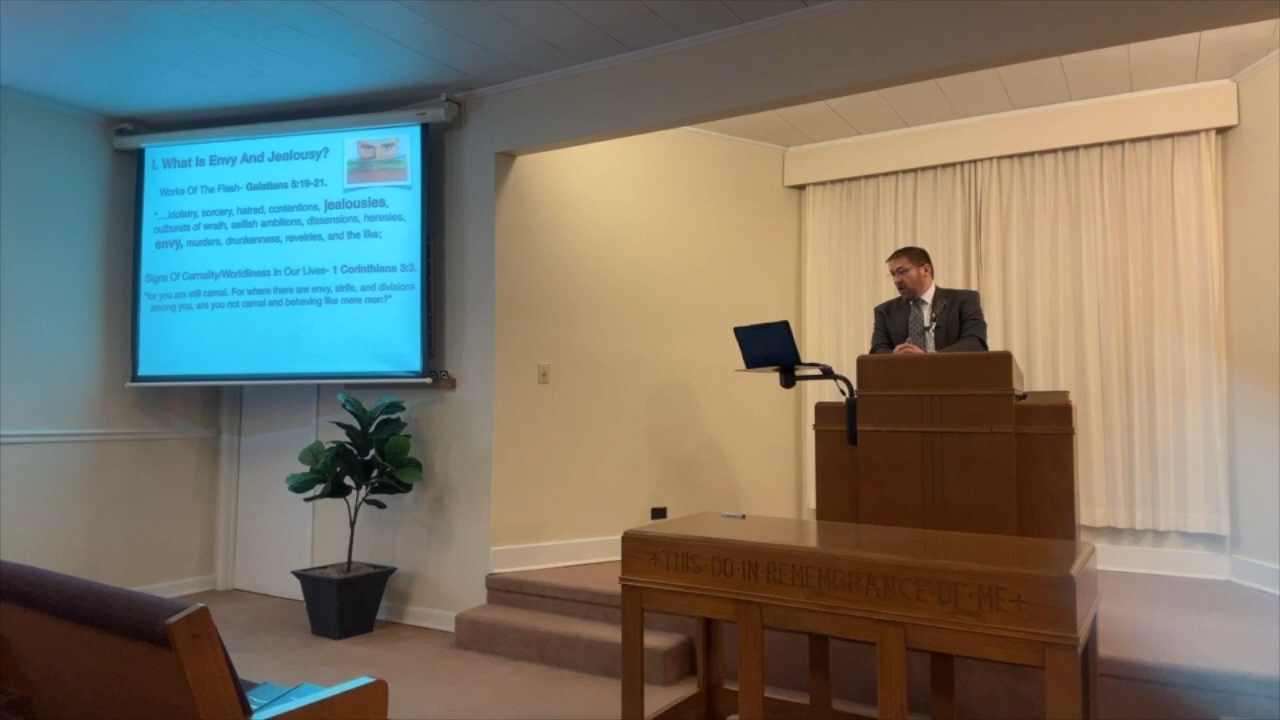 I. What Is Envy And Jealousy?
Works Of The Flesh- Galatians 5:19-21.
"....idolatry, sorcery, hatred, contentions, jealousies,
outbursts of wrath, selfish ambitions, dissensions, heresies,
envy, murders, drunkenness, revelries, and the like;
Signs Of Carnality/Worldliness In Our Lives- 1 Corinthians 3:3.
"for you are still carnal. For where there are envy, strife, and divisions
among you, are you not carnal and behaving like mere men?"
+THIS·DO·IN·REMEMBRANCE·OF·ME+